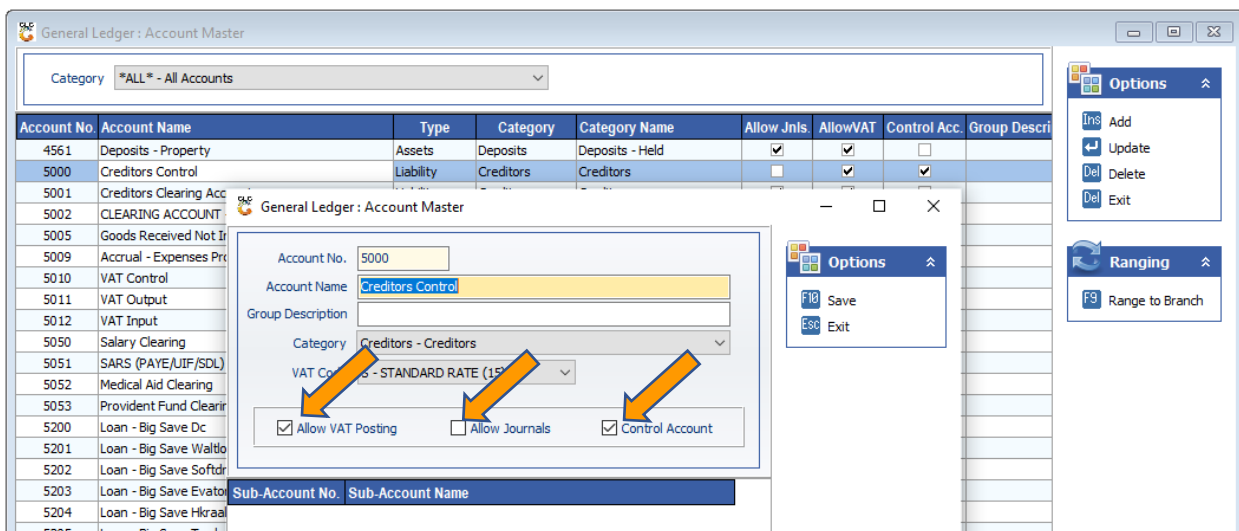 General Ledger : Account Master
Category *ALL* - All Accounts
Options
Ins Add
Update
Del Delete
Del Exit
Ranging
F9 Range to Branch
Account No. Account Name Type Category Category Name Allow Jnls. AllowVAT Control Acc. Group Descri
4561 Deposits - Property Assets Deposits Deposits - Held
5000 Creditors Control Liability Creditors Creditors
5001 Creditors Clearing Acc
5002 CLEARING ACCOUNT
5005 Goods Received Not
5009 Accrual - Expenses
5010 VAT Control
5011 VAT Output
5012 VAT Input
5050 Salary Clearing
5051 SARS (PAYE/UIF/SDL)
5052 Medical Aid Clearing
5053 Provident Fund
5200 Loan - Big Save Dc
5201 Loan - Big Save
5202 Loan - Big Save
5203 Loan - Big Save
5204 Loan - Big Save
General Ledger : Account Master
Account No. 5000
Account Name Creditors Control
Group Description
Category Creditors - Creditors
VAT - STANDARD RATE
Allow VAT Posting Allow Journals Control Account
Options
F10 Save
Esc Exit
Sub-Account No. Sub-Account Name